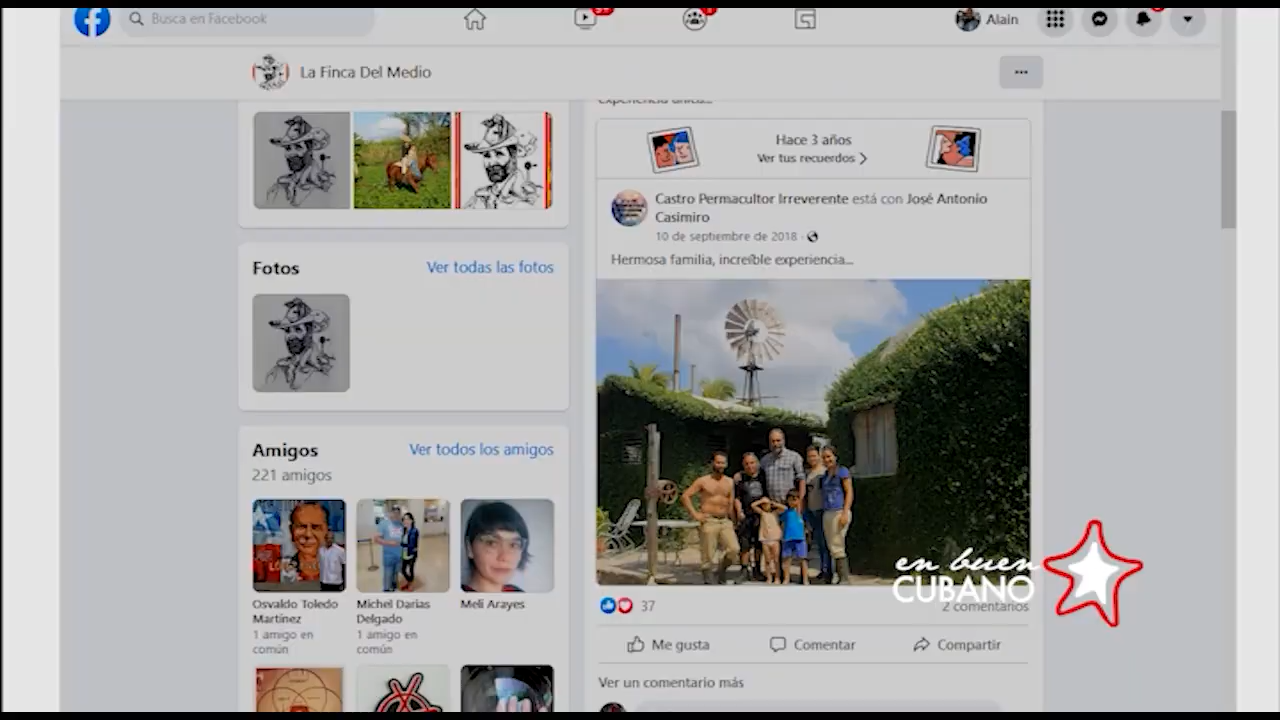 Busca en Facebook
Alain
La Finca Del Medio
Experiencia única...
Hace 3 años
Ver tus recuerdos
Castro Permacultor Irreverente está con José Antonio
Casimiro
10 de septiembre de 2018 ·
Hermosa familia, increíble experiencia...
Fotos
Ver todas las fotos
Amigos
Ver todos los amigos
221 amigos
Osvaldo Toledo
Martínez
1 amigo en
común
Michel Darias
Delgado
1 amigo en
común
Meli Arayes
en buen
CUBANO
37
2 comentarios
Me gusta
Comentar
Compartir
Ver un comentario más